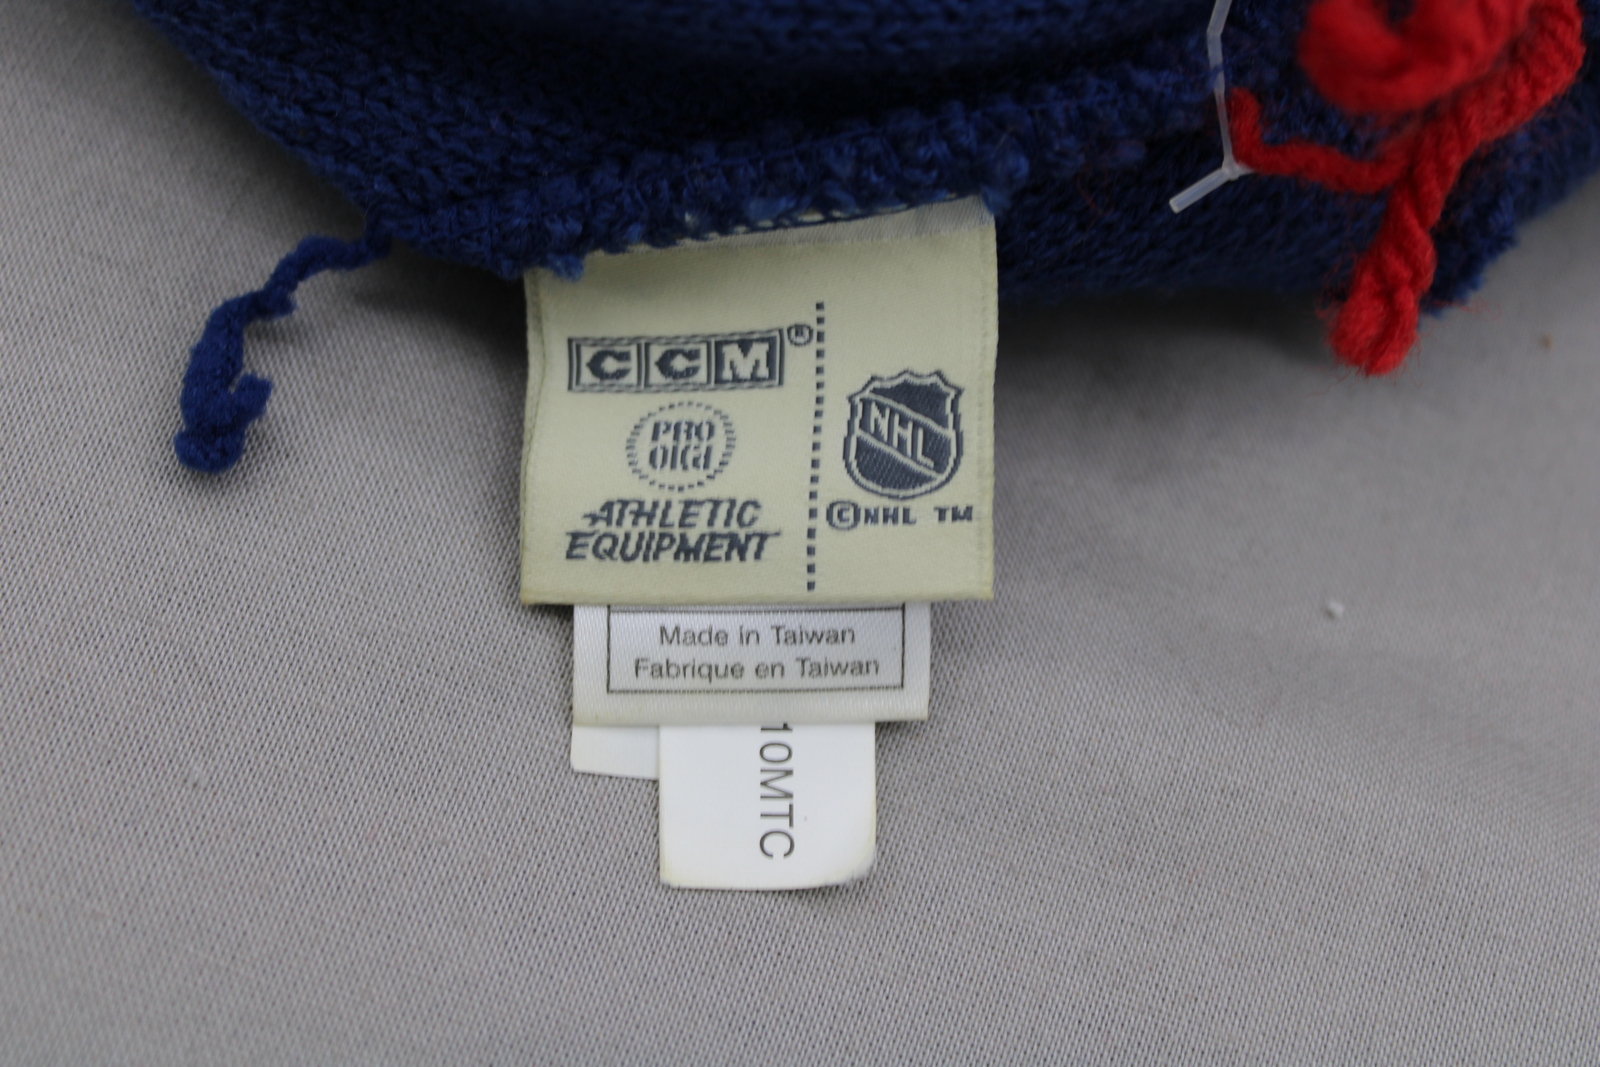 CCM®
PRO
ATHLETIC
EQUIPMENT
NHL
©NHL TM
Made in Taiwan
Fabrique en Taiwan
10MTC